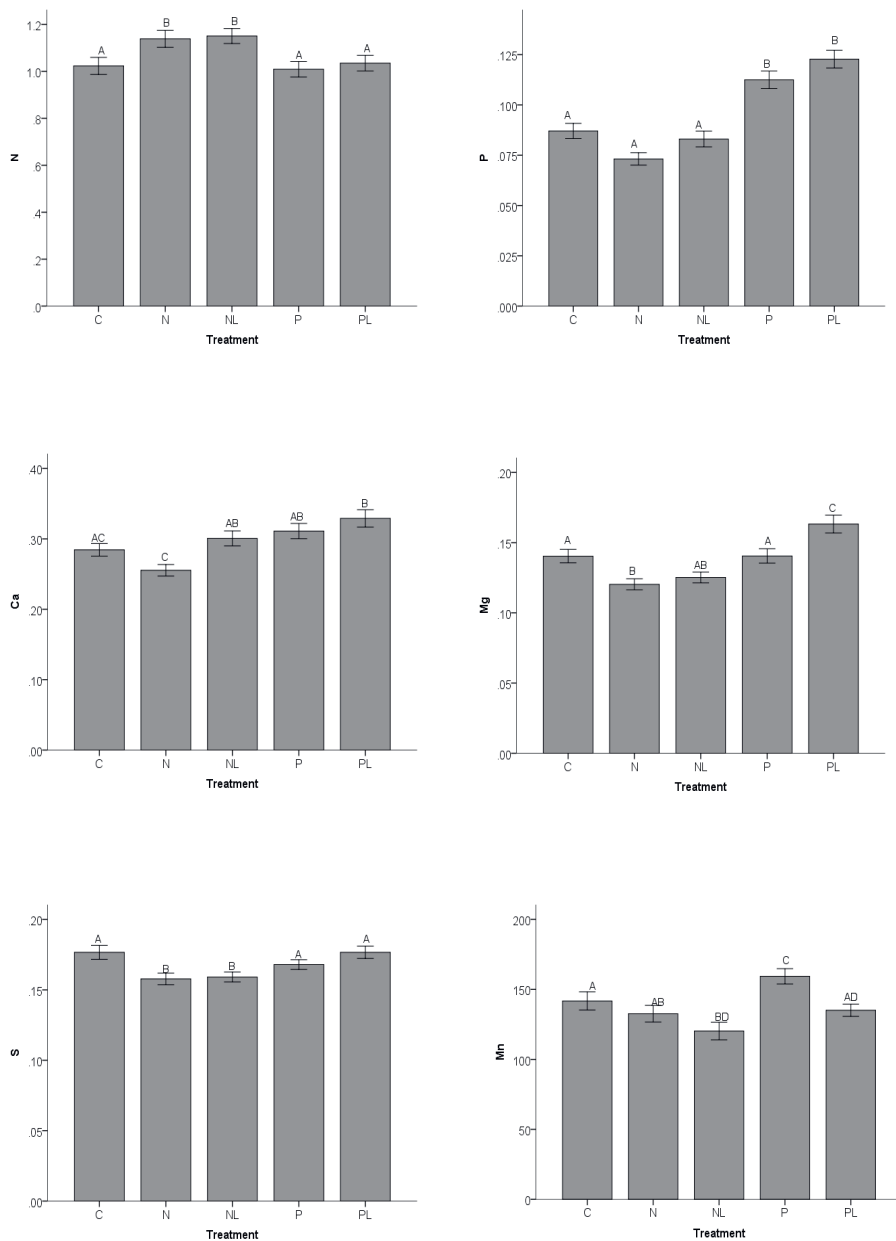 N
1.2
1.0
.8
.6
.4
.2
.0
A
B
B
A
A
C
N
NL
P
PL
Treatment
P
.125
.100
.075
.050
.025
.000
A
A
A
B
B
C
N
NL
P
PL
Treatment
Ca
.40
.30
.20
.10
.00
AC
C
AB
AB
B
C
N
NL
P
PL
Treatment
Mg
.20
.15
.10
.05
.00
A
B
AB
A
C
C
N
NL
P
PL
Treatment
S
.20
.15
.10
.05
.00
A
B
B
A
A
C
N
NL
P
PL
Treatment
Mn
200
150
100
50
0
A
AB
BD
C
AD
C
N
NL
P
PL
Treatment